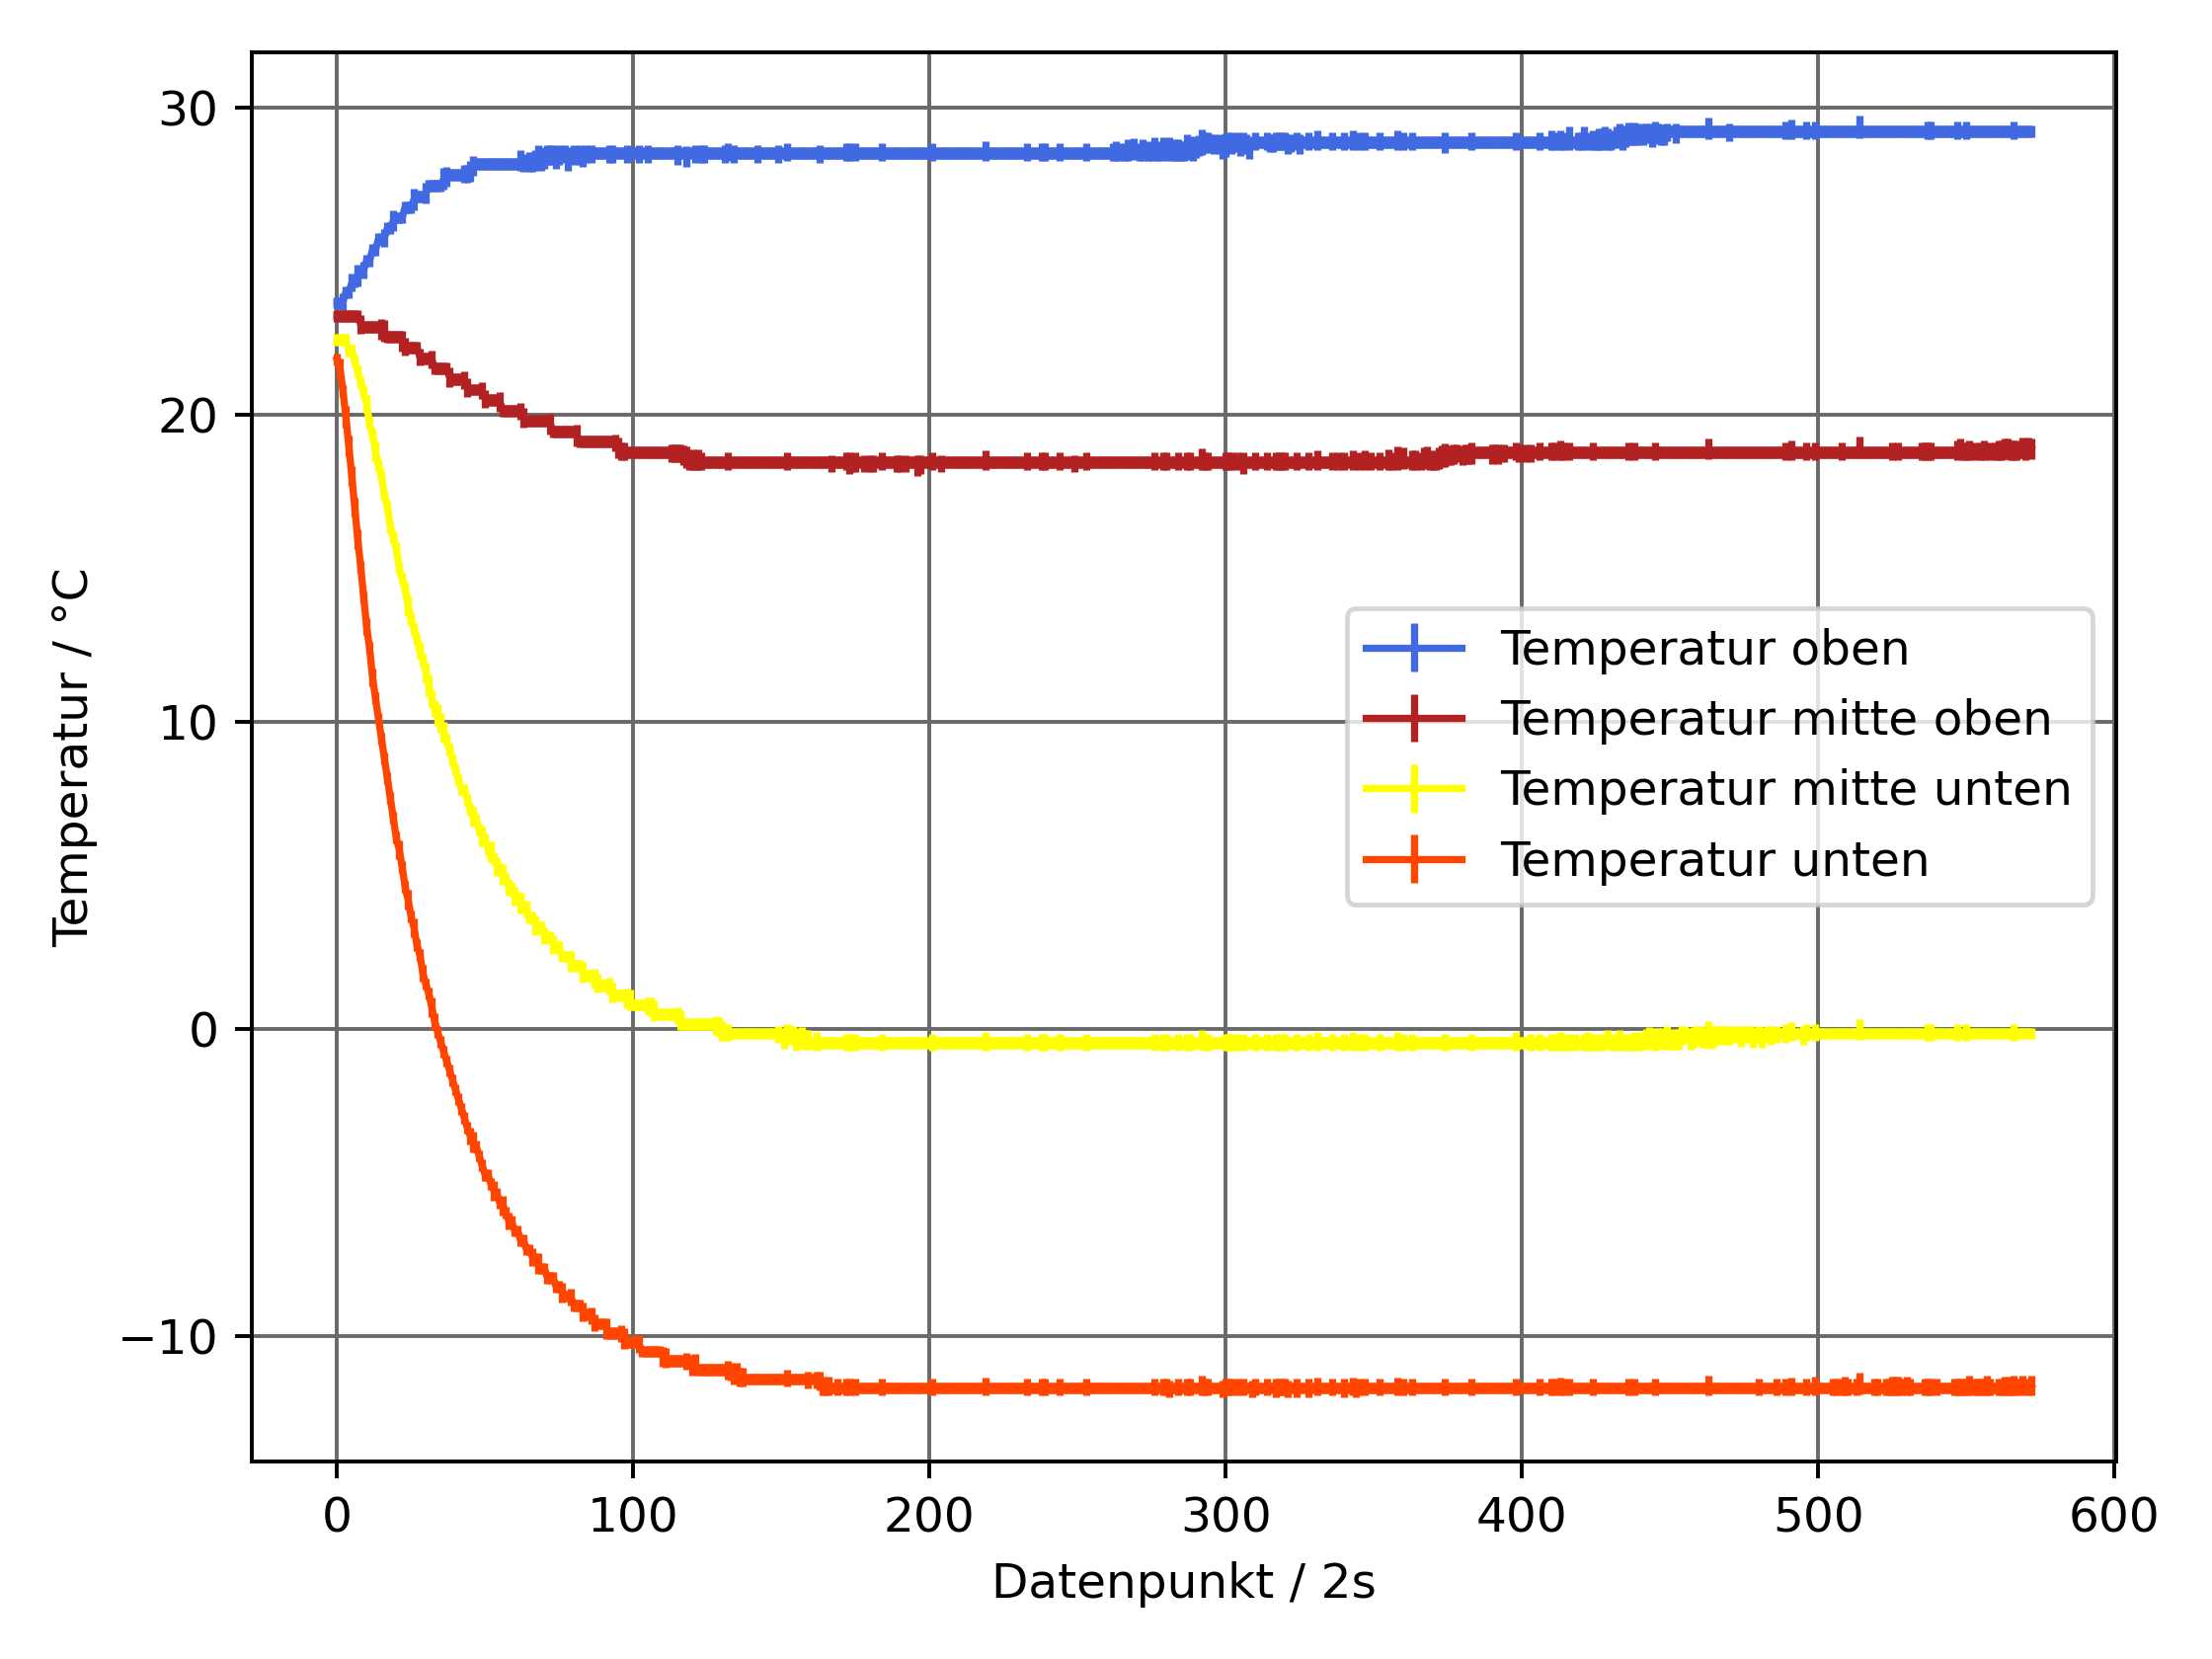 30
20
10
0
−10
Temperatur / °C
Temperatur oben
Temperatur mitte oben
Temperatur mitte unten
Temperatur unten
0 100 200 300 400 500 600
Datenpunkt / 2s